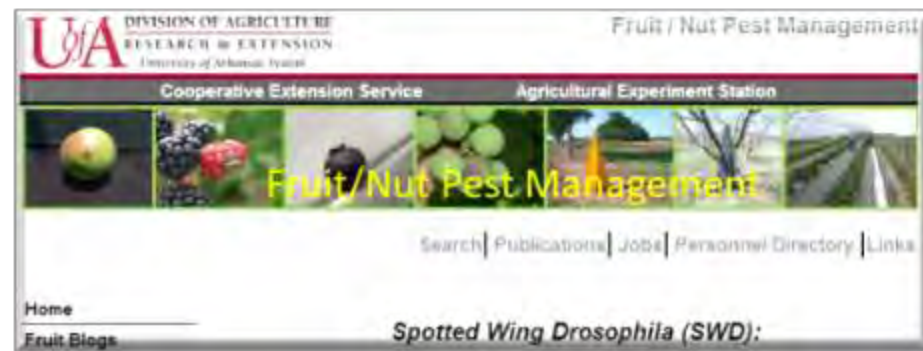 UofA DIVISION OF AGRICULTURE
RESEARCH & EXTENSION
University of Arkansas System
Fruit / Nut Pest Management
Cooperative Extension Service Agricultural Experiment Station
Fruit/Nut Pest Management
Search| Publications| Jobs| Personnel Directory |Links
Home
Fruit Blogs
Spotted Wing Drosophila (SWD):